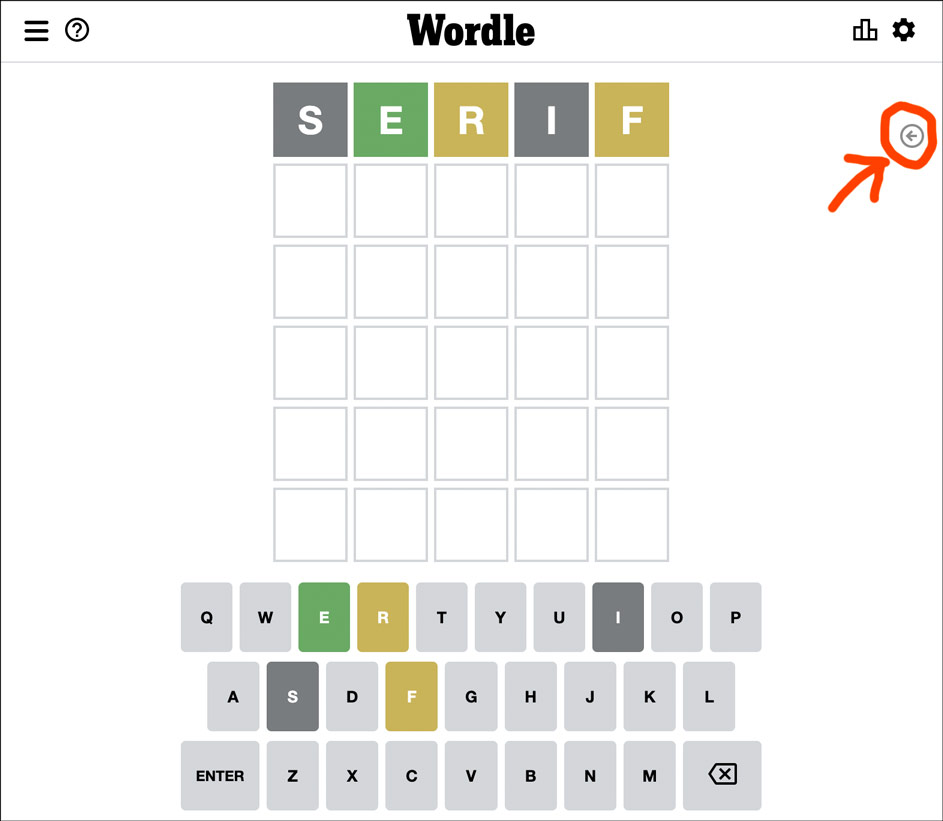 Wordle
S E R I F
Q W E R T Y U I O P
A S D F G H J K L
ENTER Z X C V B N M